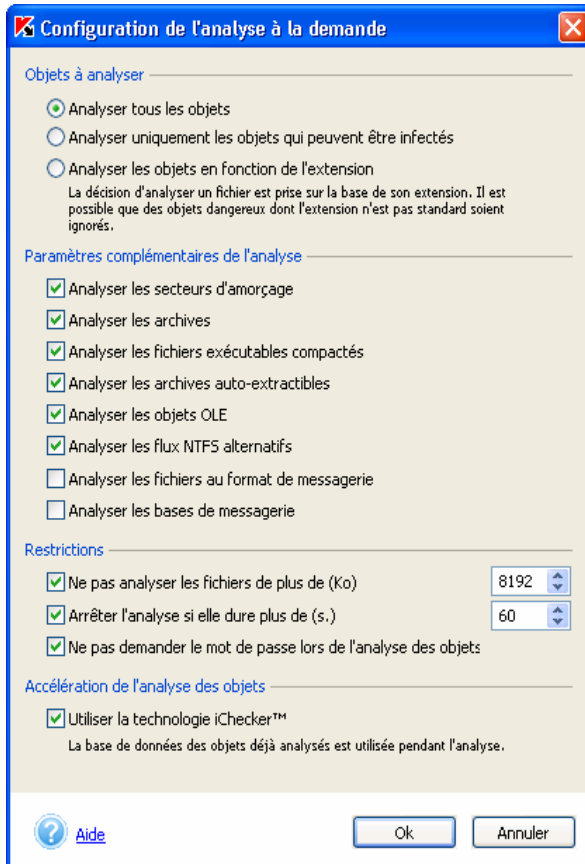 Configuration de l'analyse à la demande
Objets à analyser
Analyser tous les objets
Analyser uniquement les objets qui peuvent être infectés
Analyser les objets en fonction de l'extension
La décision d'analyser un fichier est prise sur la base de son extension. Il est
possible que des objets dangereux dont l'extension n'est pas standard soient
ignorés.
Paramètres complémentaires de l'analyse
Analyser les secteurs d'amorçage
Analyser les archives
Analyser les fichiers exécutables compactés
Analyser les archives auto-extractibles
Analyser les objets OLE
Analyser les flux NTFS alternatifs
Analyser les fichiers au format de messagerie
Analyser les bases de messagerie
Restrictions
Ne pas analyser les fichiers de plus de (Ko) 8192
Arrêter l'analyse si elle dure plus de (s.) 60
Ne pas demander le mot de passe lors de l'analyse des objets
Accélération de l'analyse des objets
Utiliser la technologie iChecker™
La base de données des objets déjà analysés est utilisée pendant l'analyse.
Aide Ok Annuler